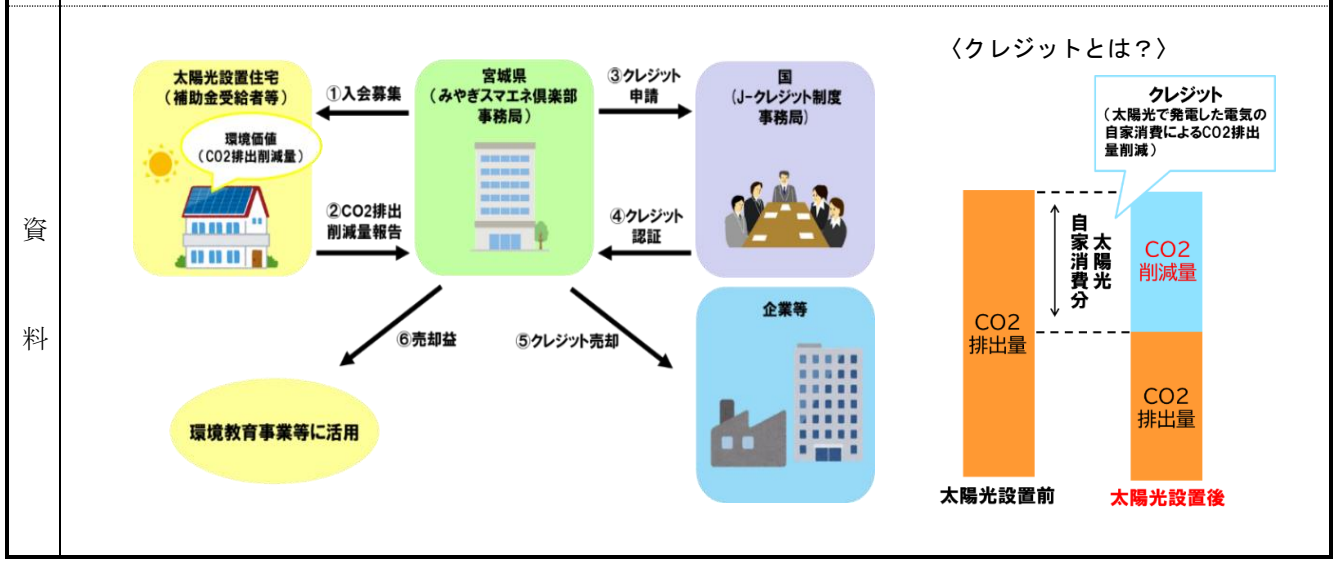 資
料
太陽光設置住宅
（補助金受給者等）
環境価値
（CO2排出削減量）
①入会募集
②CO2排出
削減量報告
宮城県
（みやぎスマエネ倶楽部
事務局）
③クレジット
申請
④クレジット
認証
国
（J-クレジット制度
事務局）
⑥売却益
⑤クレジット売却
環境教育事業等に活用
企業等
〈クレジットとは？〉
クレジット
（太陽光で発電した電気の
自家消費によるCO2排出
量削減）
太陽光
自家消費分
CO2
排出量
CO2
削減量
CO2
排出量
太陽光設置前
太陽光設置後